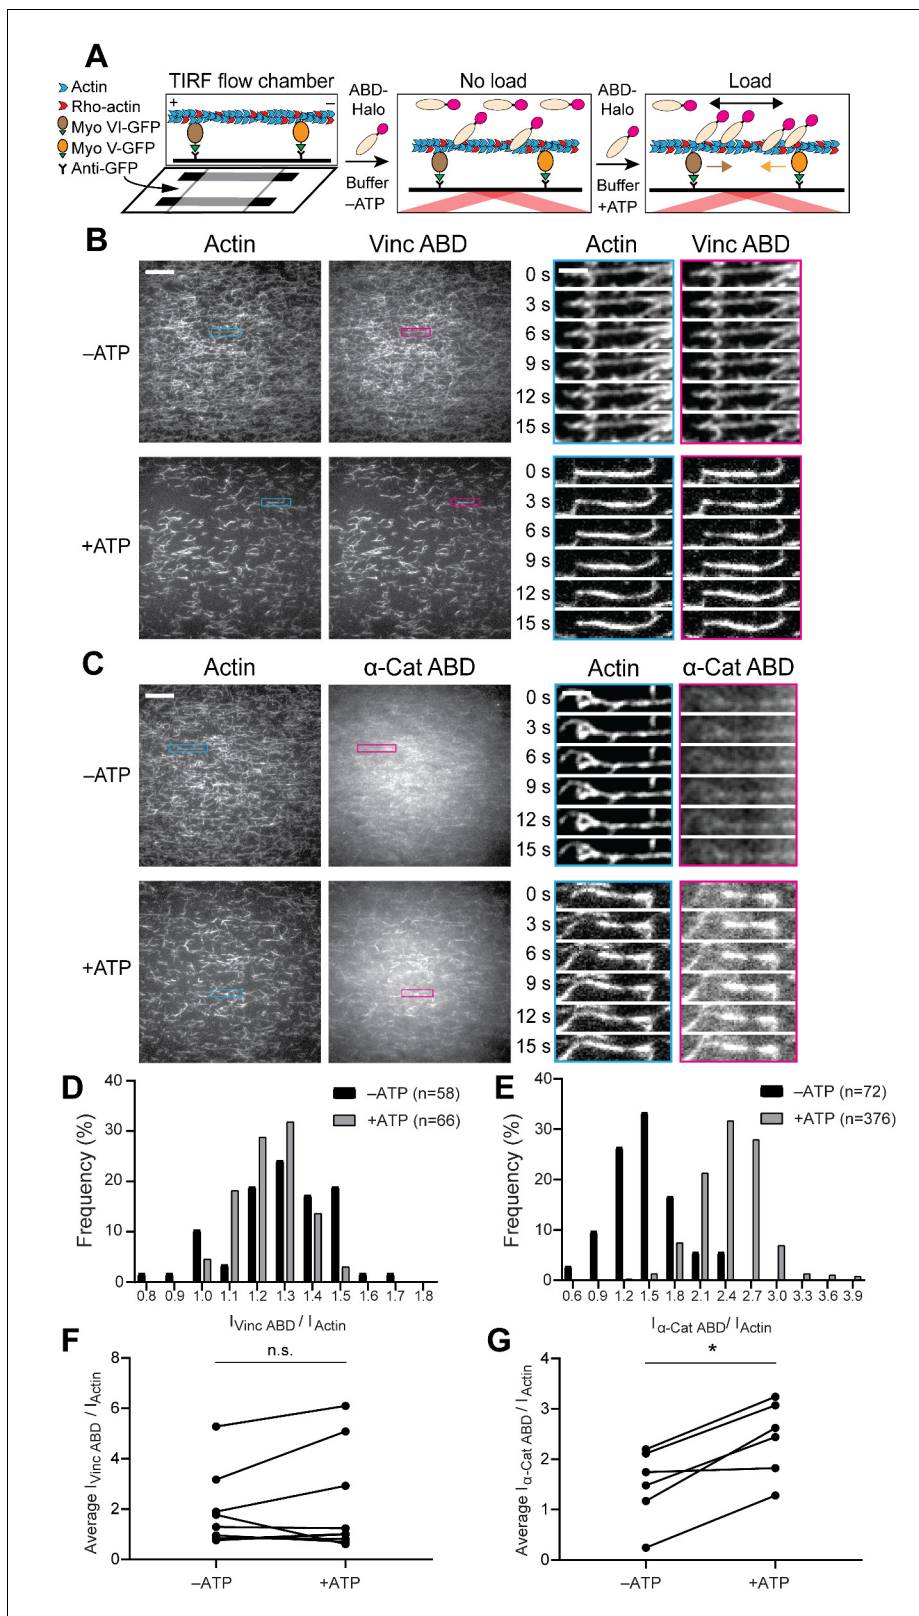 A
TIRF flow chamber
No load
Load
Actin
Rho-actin
Myo VI-GFP
Myo V-GFP
Anti-GFP
+
–
ABD-
Halo
Buffer
–ATP
ABD-
Halo
Buffer
+ATP
B
Actin
Vinc ABD
Actin
Vinc ABD
–ATP
0 s
3 s
6 s
9 s
12 s
15 s
+ATP
0 s
3 s
6 s
9 s
12 s
15 s
C
Actin
α-Cat ABD
Actin
α-Cat ABD
–ATP
0 s
3 s
6 s
9 s
12 s
15 s
+ATP
0 s
3 s
6 s
9 s
12 s
15 s
D
–ATP (n=58)
+ATP (n=66)
Frequency (%)
40
30
20
10
0
0.8 0.9 1.0 1.1 1.2 1.3 1.4 1.5 1.6 1.7 1.8
I Vinc ABD / I Actin
E
–ATP (n=72)
+ATP (n=376)
Frequency (%)
40
30
20
10
0
0.6 0.9 1.2 1.5 1.8 2.1 2.4 2.7 3.0 3.3 3.6 3.9
I α-Cat ABD / I Actin
F
n.s.
Average I Vinc ABD / I Actin
8
6
4
2
0
–ATP
+ATP
G
*
Average I α-Cat ABD / I Actin
4
3
2
1
0
–ATP
+ATP